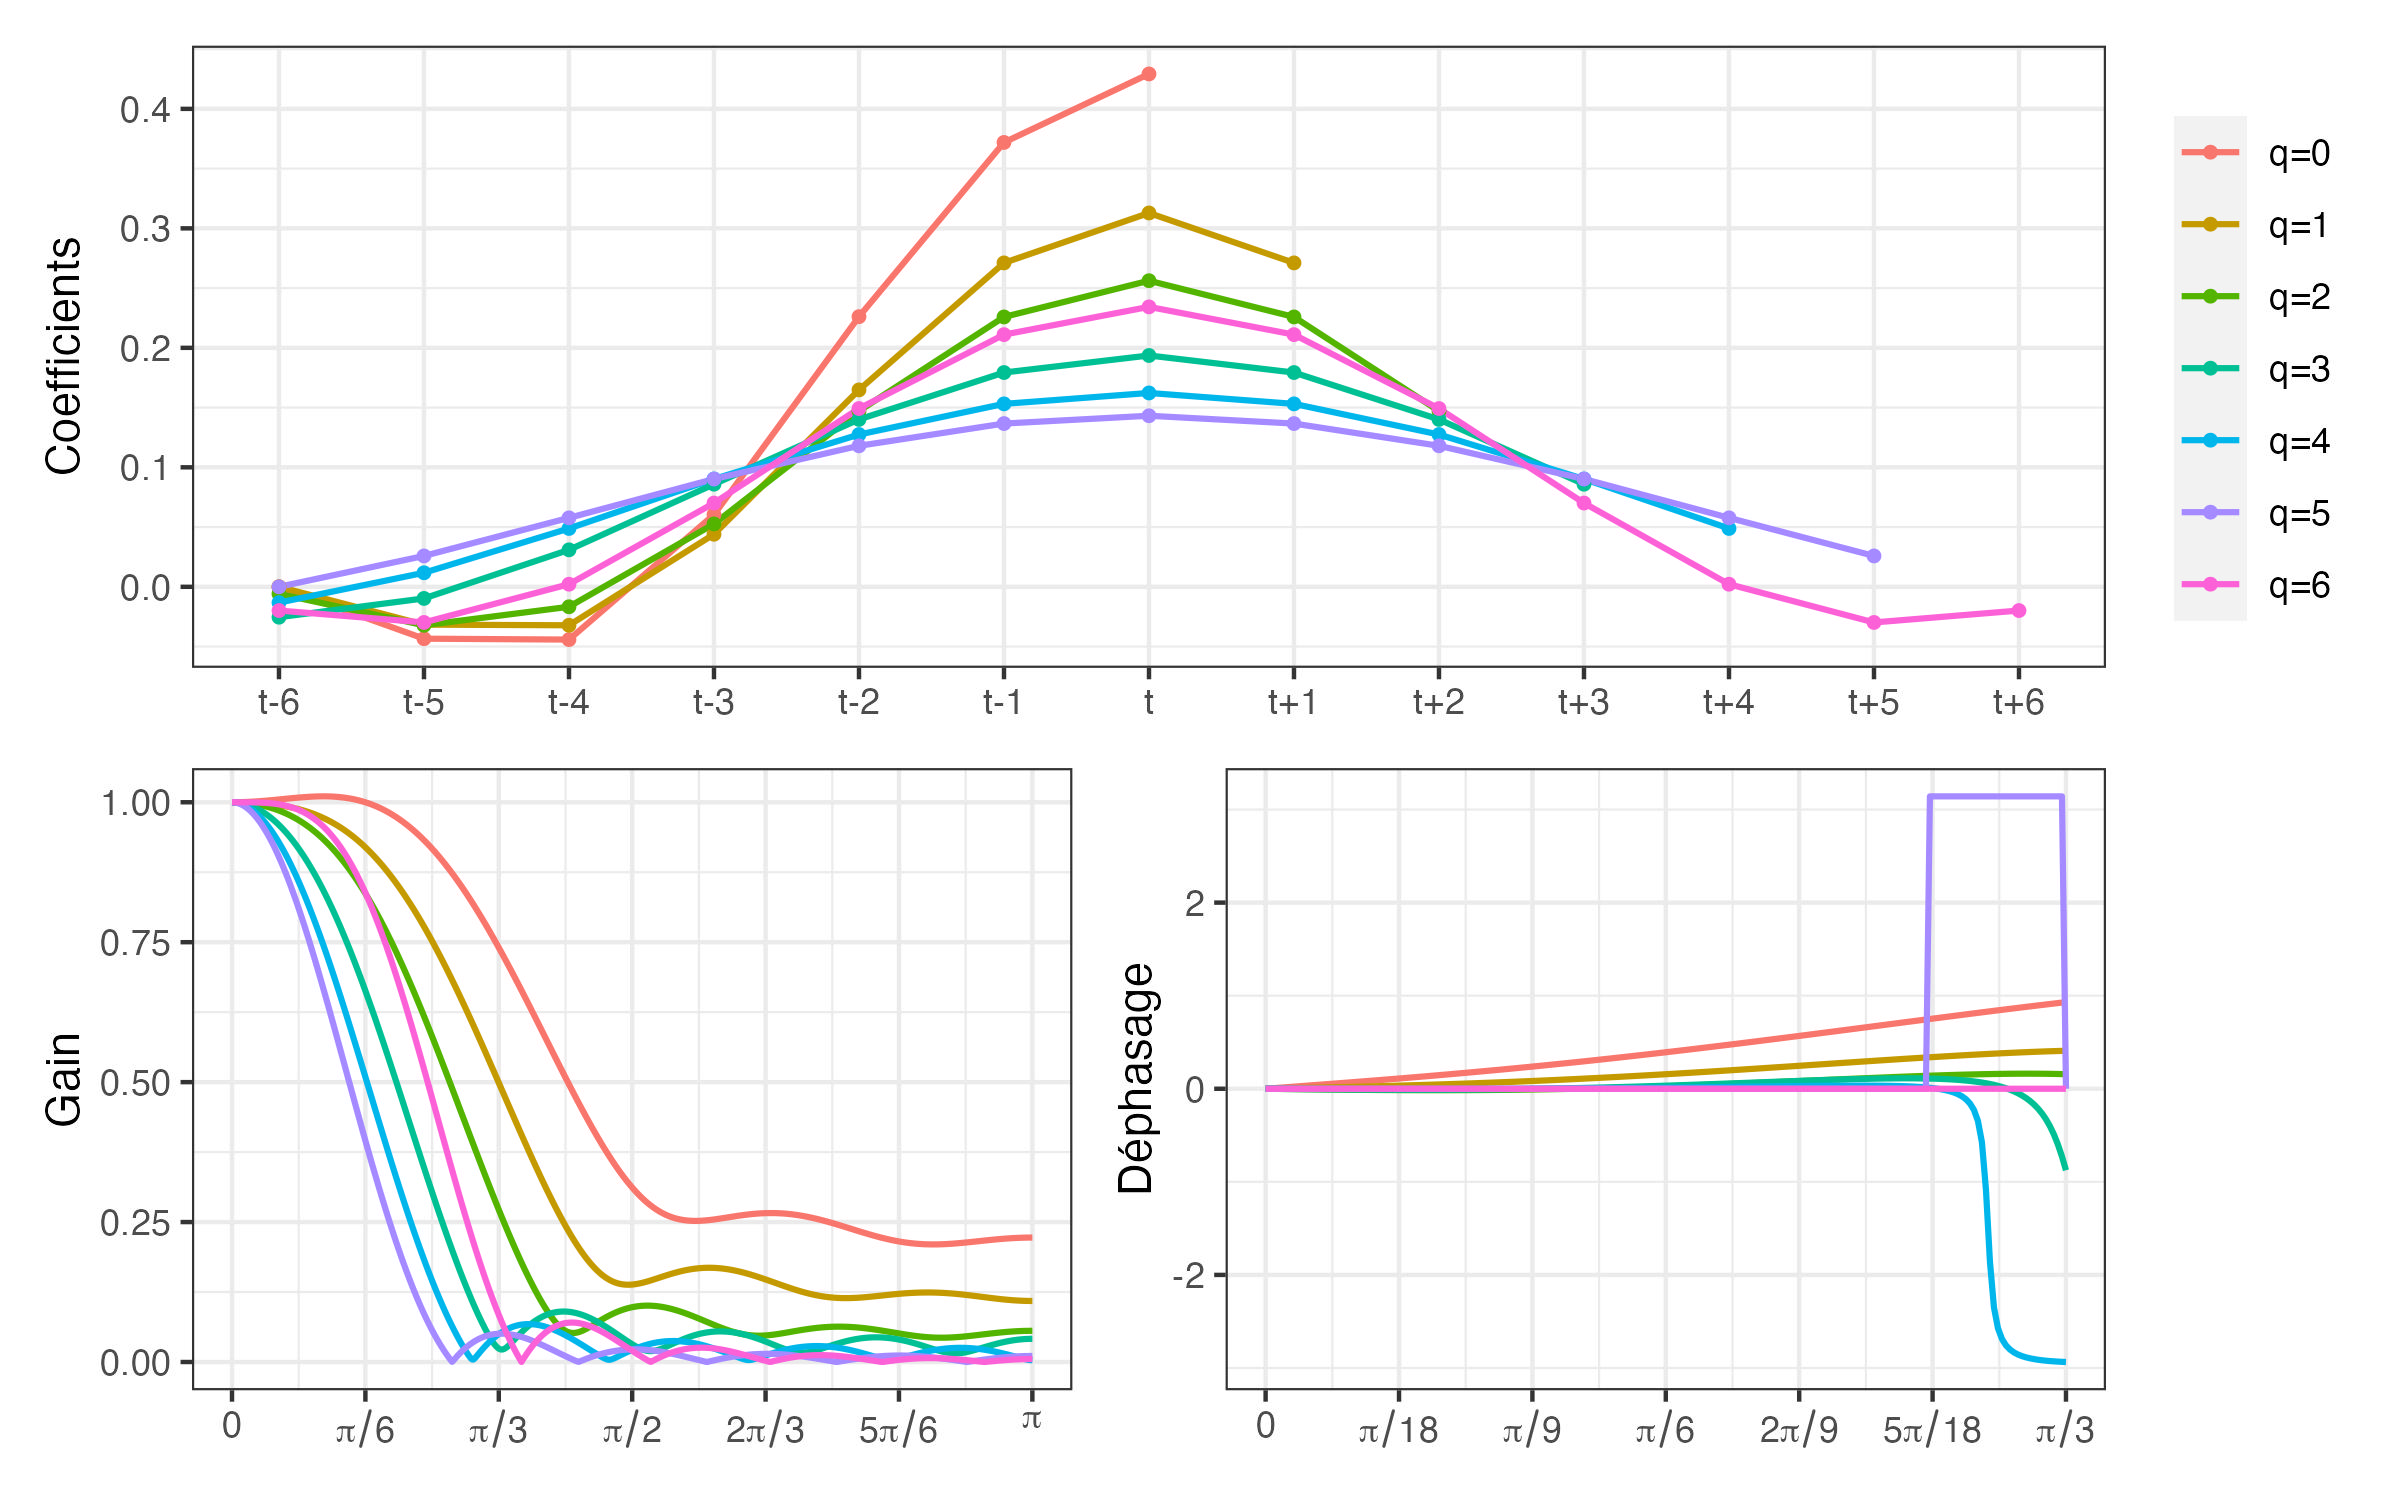 Coefficients
0.4
0.3
0.2
0.1
0.0
t-6 t-5 t-4 t-3 t-2 t-1 t t+1 t+2 t+3 t+4 t+5 t+6
q=0
q=1
q=2
q=3
q=4
q=5
q=6
Gain
1.00
0.75
0.50
0.25
0.00
0 π/6 π/3 π/2 2π/3 5π/6 π
Déphasage
2
0
-2
0 π/18 π/9 π/6 2π/9 5π/18 π/3